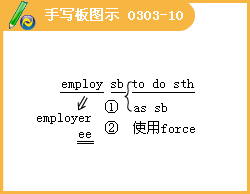 手写板图示 0303-10
employ sb to do sth
① as sb
employer
② 使用force
ee